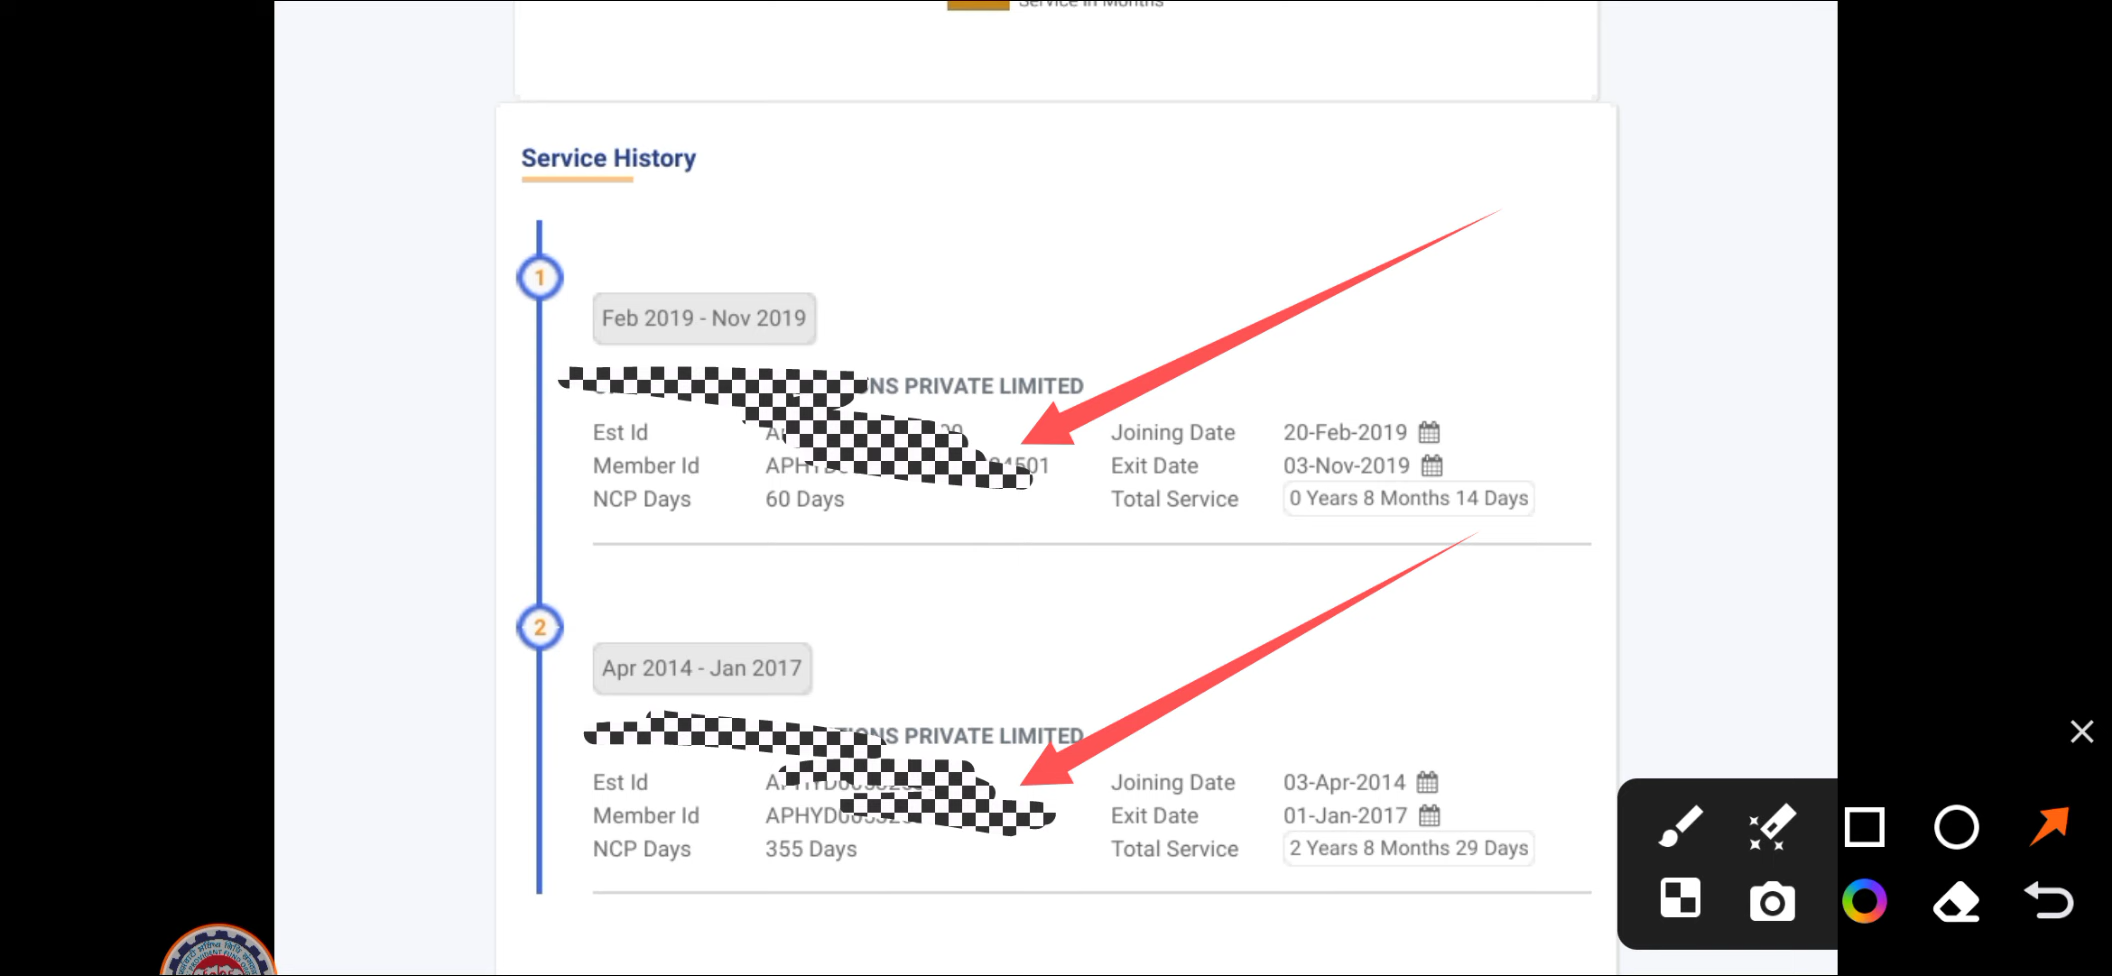 Service in Months
Service History
1
Feb 2019 - Nov 2019
PRIVATE LIMITED
Est Id
Joining Date 20-Feb-2019
Member Id
Exit Date 03-Nov-2019
NCP Days 60 Days
Total Service 0 Years 8 Months 14 Days
2
Apr 2014 - Jan 2017
PRIVATE LIMITED
Est Id
Joining Date 03-Apr-2014
Member Id
Exit Date 01-Jan-2017
NCP Days 355 Days
Total Service 2 Years 8 Months 29 Days